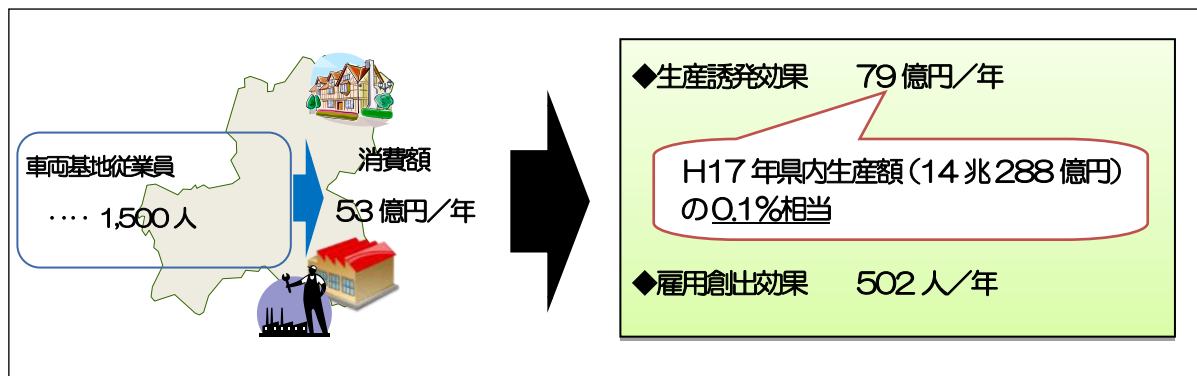 車両基地従業員
‥‥ 1,500人
消費額
53億円／年
◆生産誘発効果　79億円／年
H17年県内生産額（14兆288億円）
の0.1％相当
◆雇用創出効果　502人／年